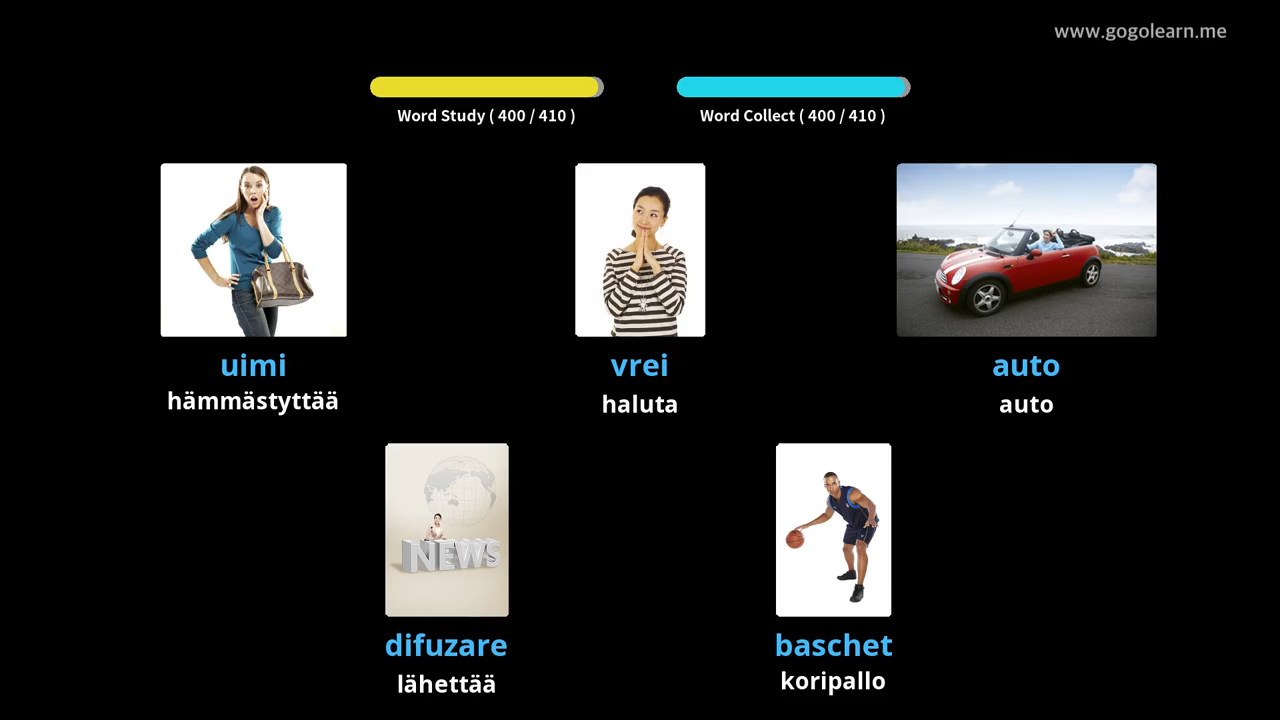 www.gogolearn.me
Word Study ( 400 / 410 )
Word Collect ( 400 / 410 )
uimi
hämmästyttää
vrei
haluta
auto
auto
NEWS
difuzare
lähettää
baschet
koripallo